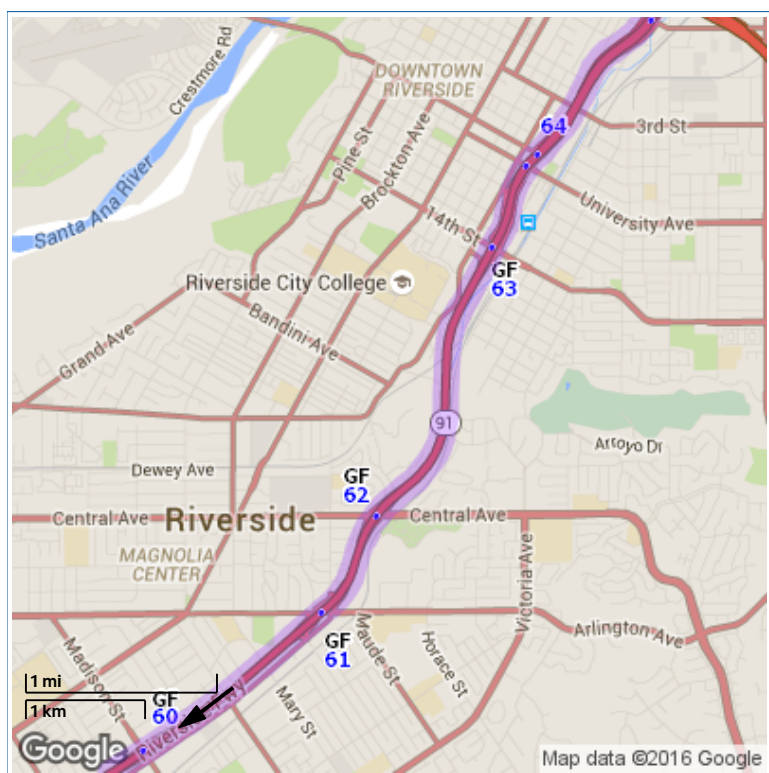 Crestmore Rd
DOWNTOWN
RIVERSIDE
64
3rd St
Pine St
Brockton Ave
Santa Ana River
14th St
University Ave
GF
63
Riverside City College
Bandini Ave
Grand Ave
91
Arroyo Dr
Dewey Ave
GF
62
Central Ave
Riverside
Central Ave
MAGNOLIA
CENTER
Victoria Ave
Arlington Ave
GF
61
Maude St
Horace St
Madison St
1 mi
1 km
GF
60
Riverside Fwy
Mary St
Google
Map data ©2016 Google